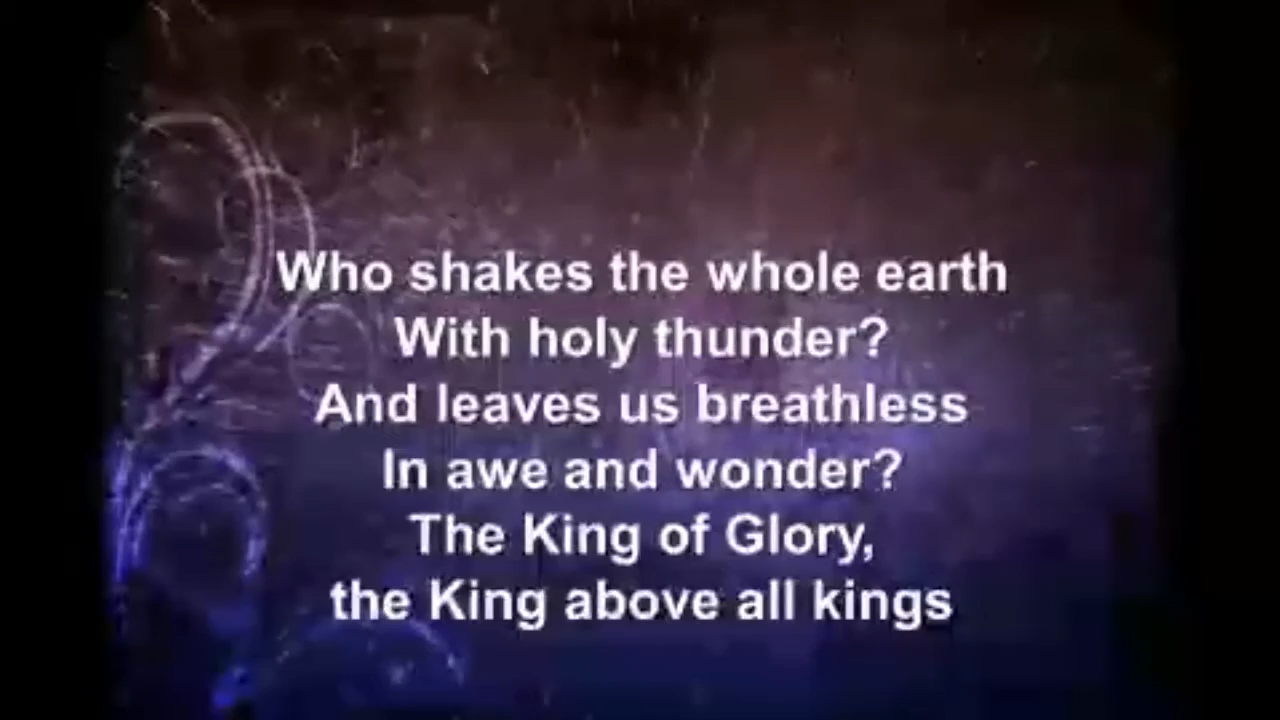 Who shakes the whole earth
With holy thunder?
And leaves us breathless
In awe and wonder?
The King of Glory,
the King above all kings